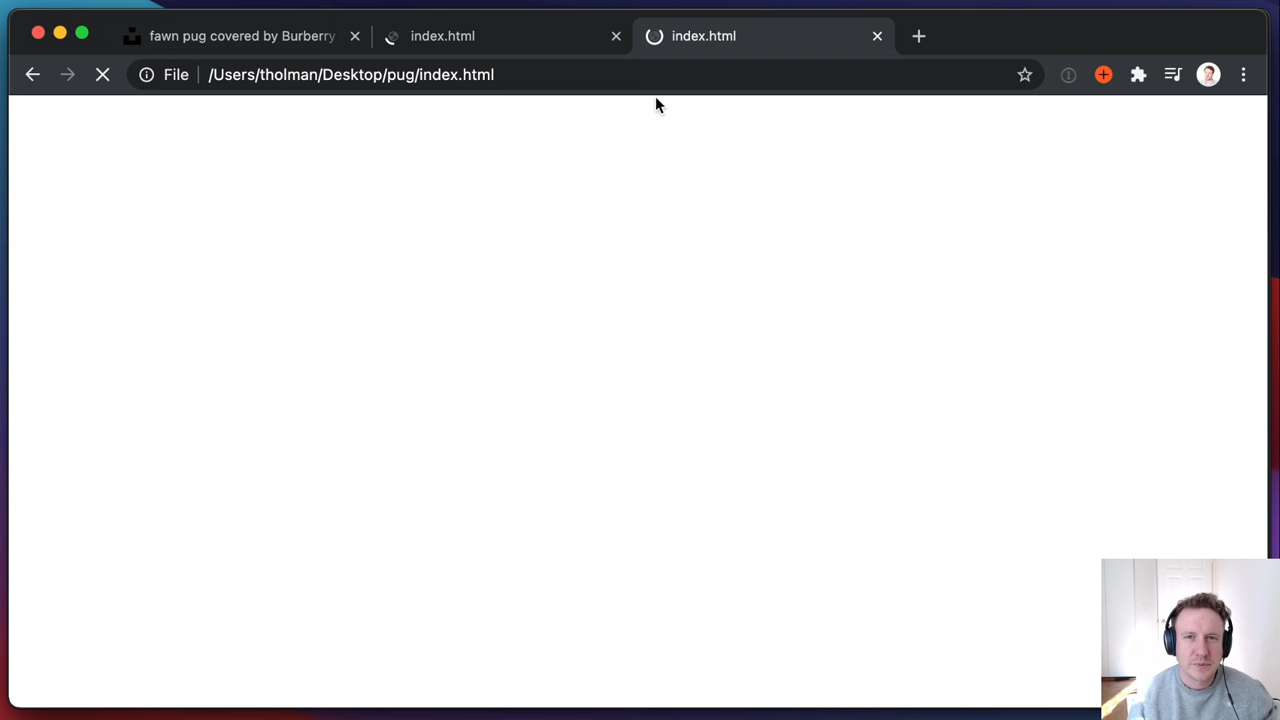 fawn pug covered by Burberry
index.html
index.html
File
/Users/tholman/Desktop/pug/index.html